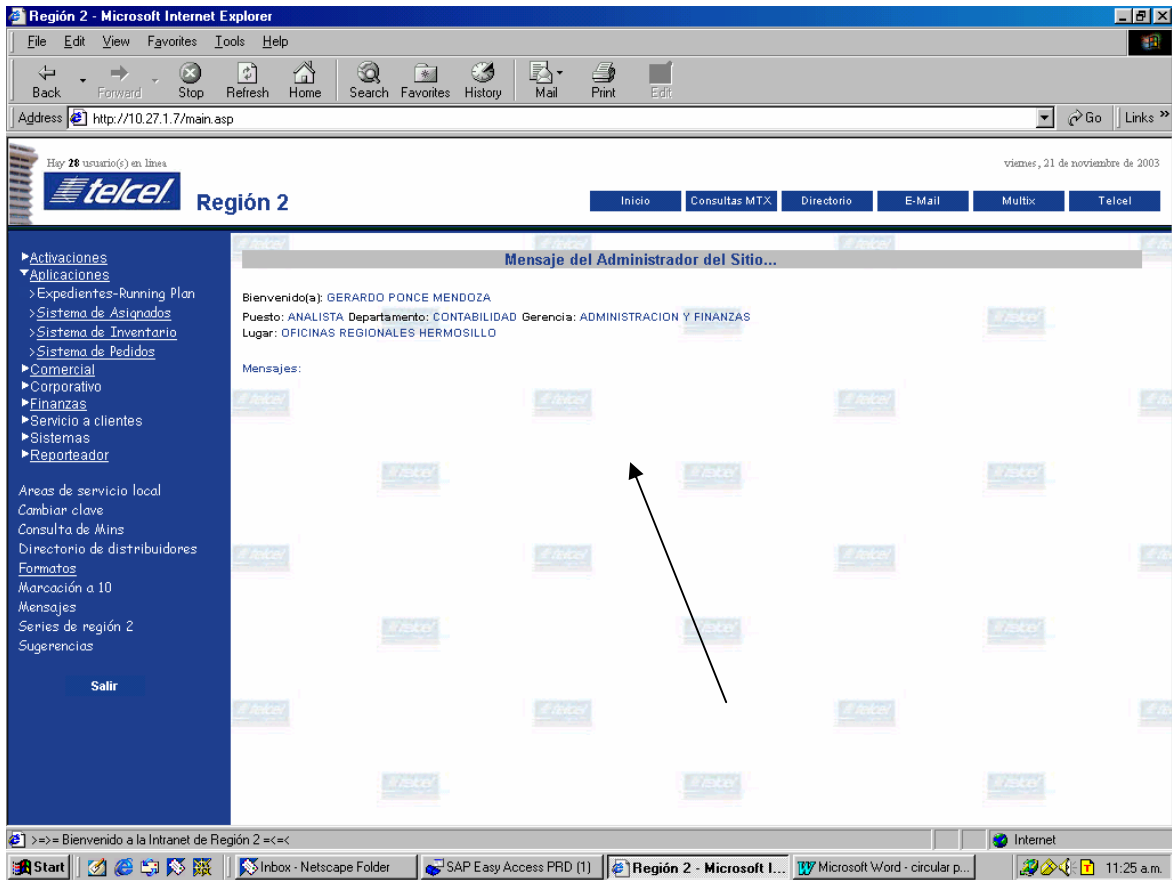 Región 2 - Microsoft Internet Explorer
File Edit View Favorites Tools Help
Back Forward Stop Refresh Home Search Favorites History Mail Print Edit
Address http://10.27.1.7/main.asp Go Links »
Hay 28 usuario(s) en linea
viernes, 21 de noviembre de 2003
telcel Región 2
Inicio Consultas MTX Directorio E-Mail Multix Telcel
Activaciones
Aplicaciones
>Expedientes-Running Plan
>Sistema de Asignados
>Sistema de Inventario
>Sistema de Pedidos
Comercial
Corporativo
Finanzas
Servicio a clientes
Sistemas
Reporteador
Areas de servicio local
Cambiar clave
Consulta de Mins
Directorio de distribuidores
Formatos
Marcación a 10
Mensajes
Series de región 2
Sugerencias
Salir
Mensaje del Administrador del Sitio...
Bienvenido(a): GERARDO PONCE MENDOZA
Puesto: ANALISTA Departamento: CONTABILIDAD Gerencia: ADMINISTRACION Y FINANZAS
Lugar: OFICINAS REGIONALES HERMOSILLO
Mensajes:
>=>= Bienvenido a la Intranet de Región 2 =<=<
Internet
Start Inbox - Netscape Folder SAP Easy Access PRD (1) Región 2 - Microsoft I... Microsoft Word - circular p... 11:25 a.m.